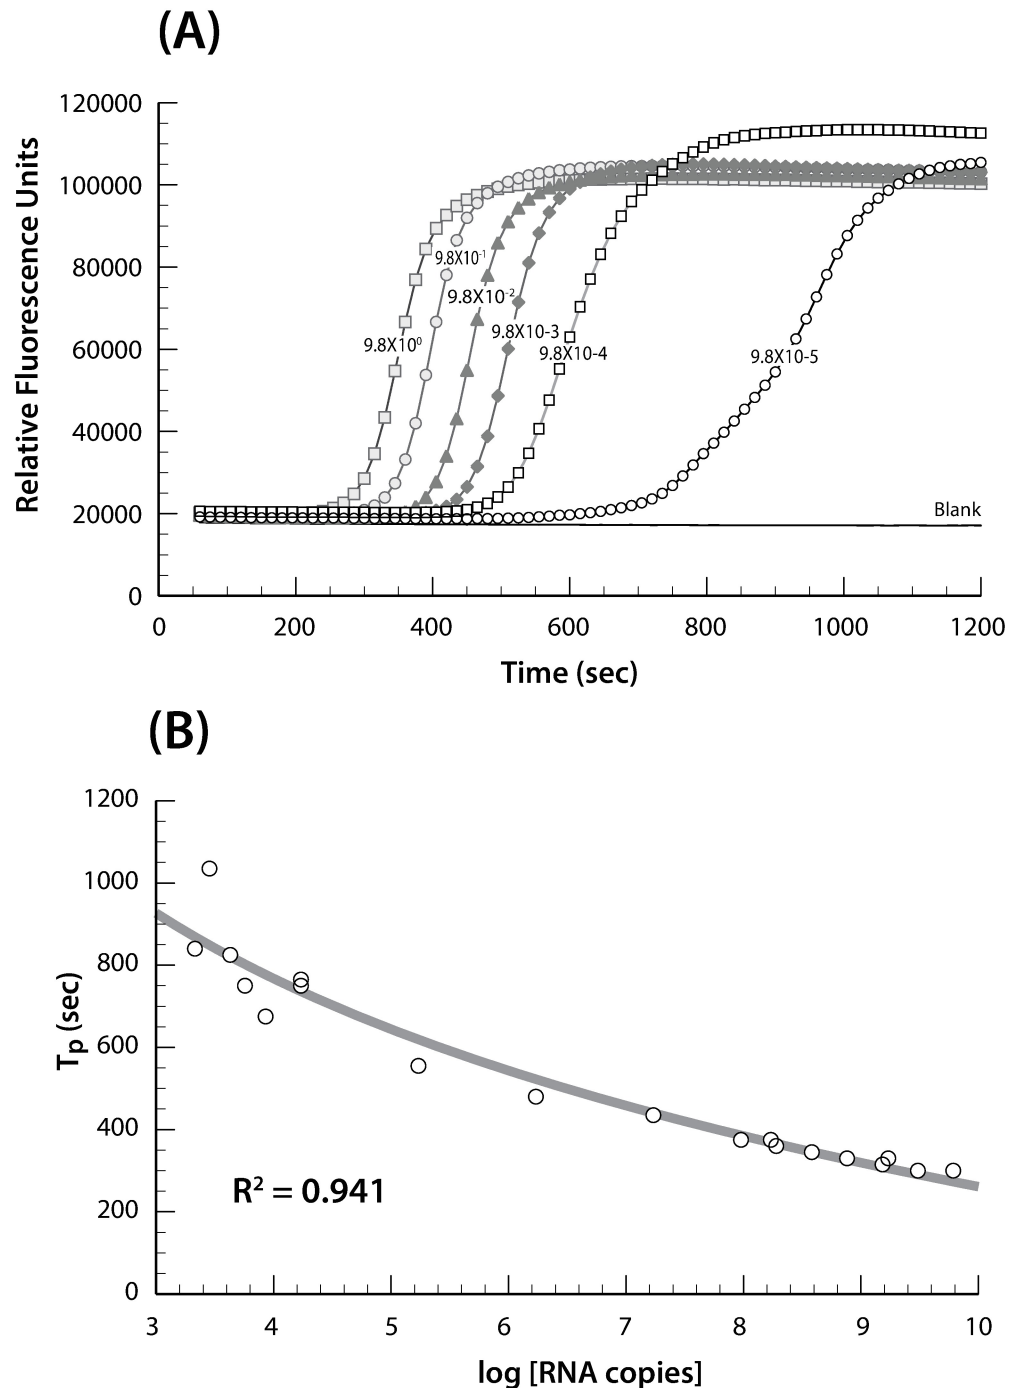 (A)
120000
100000
80000
60000
40000
20000
0
Relative Fluorescence Units
9.8X10⁰
9.8X10⁻¹
9.8X10⁻²
9.8X10-3
9.8X10-4
9.8X10-5
Blank
0 200 400 600 800 1000 1200
Time (sec)
(B)
1200
1000
800
600
400
200
0
Tp (sec)
R² = 0.941
3 4 5 6 7 8 9 10
log [RNA copies]